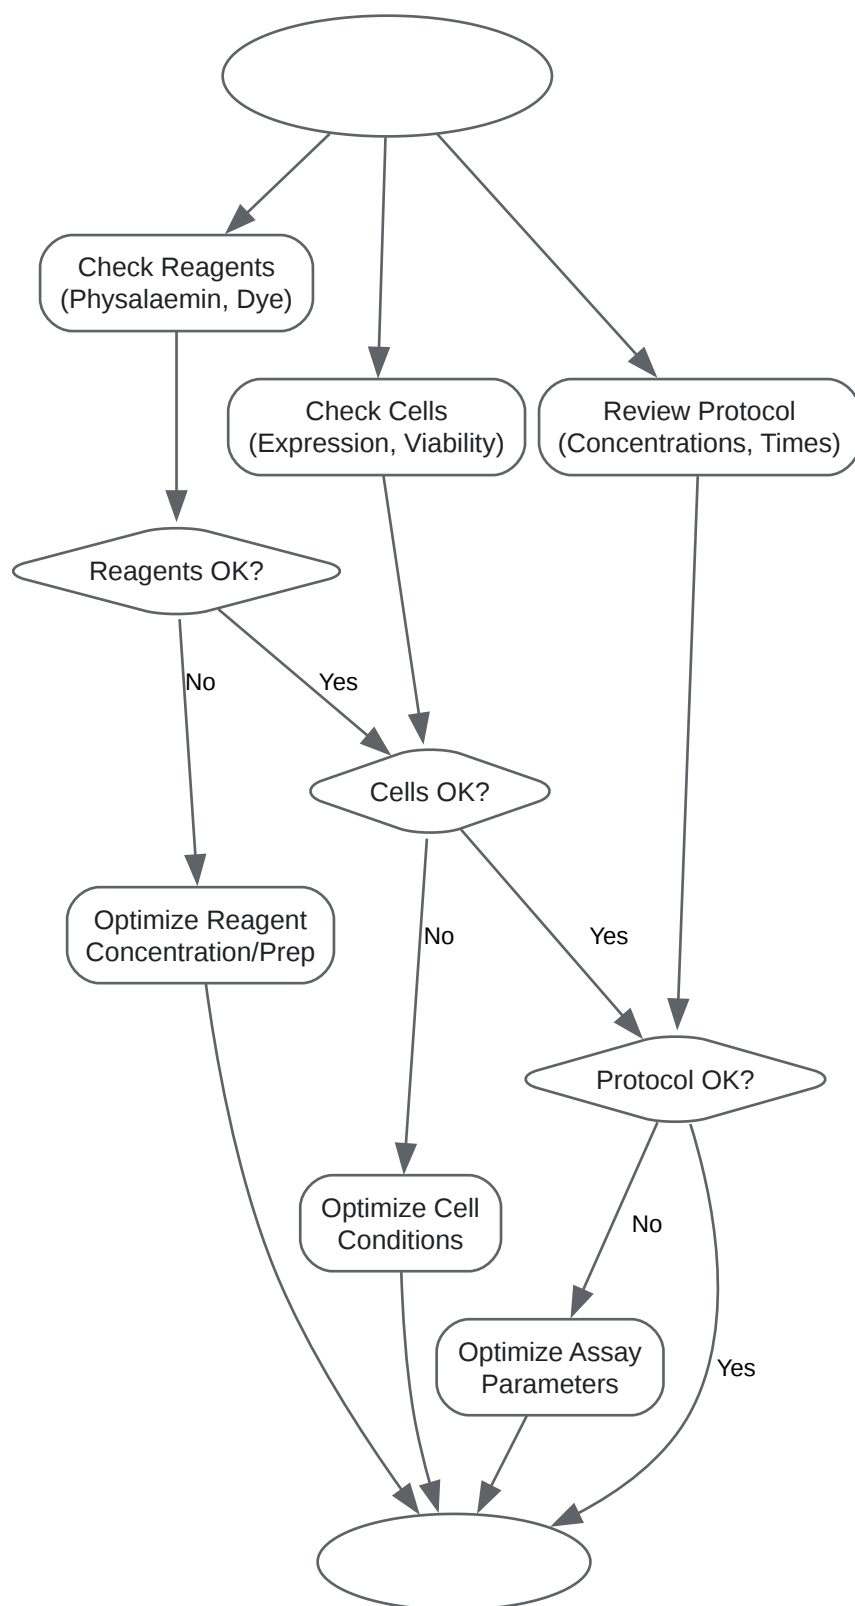 Check Reagents
(Physalaemin, Dye)
Check Cells
(Expression, Viability)
Review Protocol
(Concentrations, Times)
Reagents OK?
No
Yes
Cells OK?
Optimize Reagent
Concentration/Prep
No
Yes
Protocol OK?
Optimize Cell
Conditions
No
Optimize Assay
Parameters
Yes